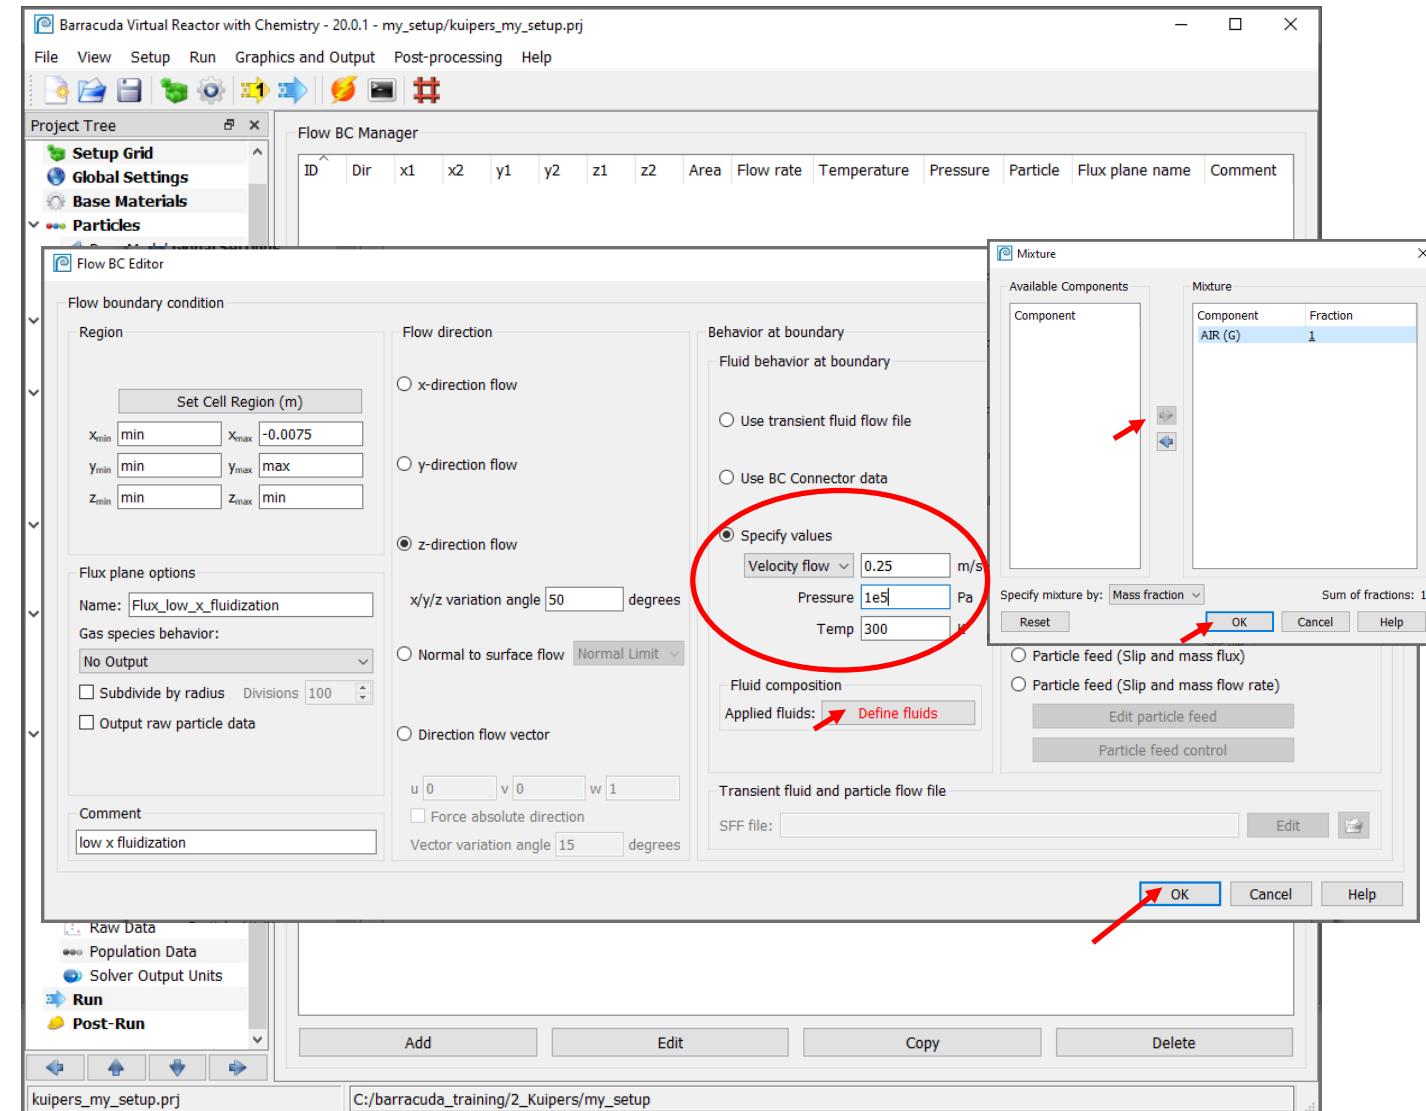 Barracuda Virtual Reactor with Chemistry - 20.0.1 - my_setup/kuipers_my_setup.prj
File View Setup Run Graphics and Output Post-processing Help
Project Tree
Setup Grid
Global Settings
Base Materials
Particles
Flow BC Manager
ID Dir x1 x2 y1 y2 z1 z2 Area Flow rate Temperature Pressure Particle Flux plane name Comment
Flow BC Editor
Flow boundary condition
Region
Set Cell Region (m)
xmin min xmax -0.0075
ymin min ymax max
zmin min zmax min
Flux plane options
Name: Flux_low_x_fluidization
Gas species behavior:
No Output
Subdivide by radius Divisions 100
Output raw particle data
Comment
low x fluidization
Flow direction
x-direction flow
y-direction flow
z-direction flow
x/y/z variation angle 50 degrees
Normal to surface flow Normal Limit
Direction flow vector
u 0 v 0 w 1
Force absolute direction
Vector variation angle 15 degrees
Behavior at boundary
Fluid behavior at boundary
Use transient fluid flow file
Use BC Connector data
Specify values
Velocity flow 0.25 m/s
Pressure 1e5 Pa
Temp 300 K
Fluid composition
Applied fluids: Define fluids
Particle feed (Slip and mass flux)
Particle feed (Slip and mass flow rate)
Edit particle feed
Particle feed control
Transient fluid and particle flow file
SFF file: Edit
OK Cancel Help
Mixture
Available Components
Component
Mixture
Component Fraction
AIR (G) 1
Specify mixture by: Mass fraction Sum of fractions: 1
Reset OK Cancel Help
Raw Data
Population Data
Solver Output Units
Run
Post-Run
Add Edit Copy Delete
kuipers_my_setup.prj C:/barracuda_training/2_Kuipers/my_setup